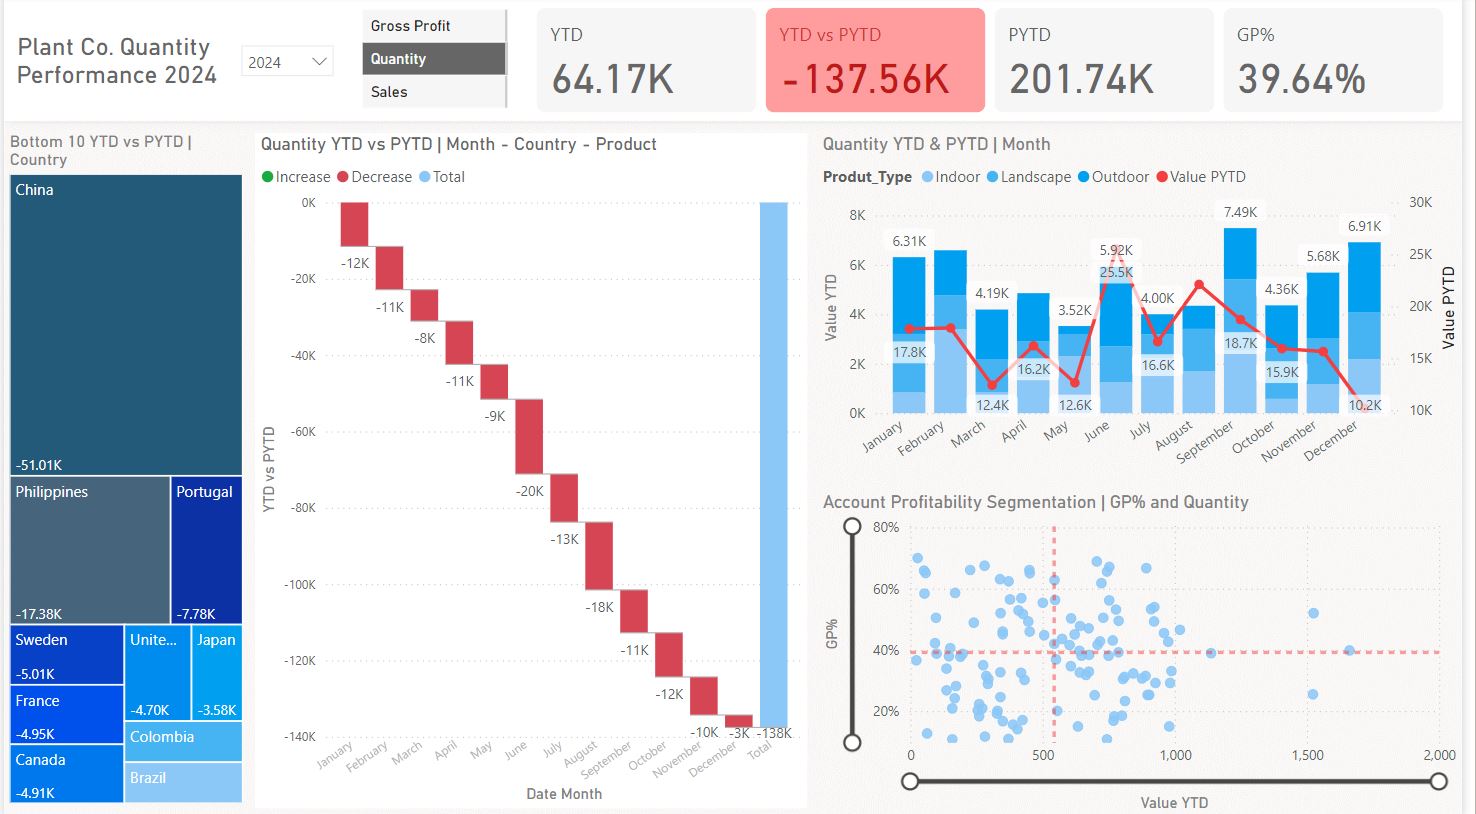 Plant Co. Quantity
Performance 2024
2024
Gross Profit
Quantity
Sales
YTD
64.17K
YTD vs PYTD
-137.56K
PYTD
201.74K
GP%
39.64%
Bottom 10 YTD vs PYTD |
Country
China
-51.01K
Philippines
-17.38K
Portugal
-7.78K
Sweden
-5.01K
France
-4.95K
Canada
-4.91K
Unite...
-4.70K
Japan
-3.58K
Colombia
Brazil
Quantity YTD vs PYTD | Month - Country - Product
Increase Decrease Total
YTD vs PYTD
0K
-20K
-40K
-60K
-80K
-100K
-120K
-140K
-12K
-11K
-8K
-11K
-9K
-20K
-13K
-18K
-11K
-12K
-10K
-3K
-138K
January
February
March
April
May
June
July
August
September
October
November
December
Total
Date Month
Quantity YTD & PYTD | Month
Produt_Type Indoor Landscape Outdoor Value PYTD
Value YTD
8K
6K
4K
2K
0K
6.31K
4.19K
3.52K
5.92K
4.00K
7.49K
4.36K
5.68K
6.91K
17.8K
12.4K
16.2K
12.6K
25.5K
16.6K
18.7K
15.9K
10.2K
30K
25K
20K
15K
10K
Value PYTD
January
February
March
April
May
June
July
August
September
October
November
December
Account Profitability Segmentation | GP% and Quantity
GP%
80%
60%
40%
20%
0
500
1,000
1,500
2,000
Value YTD